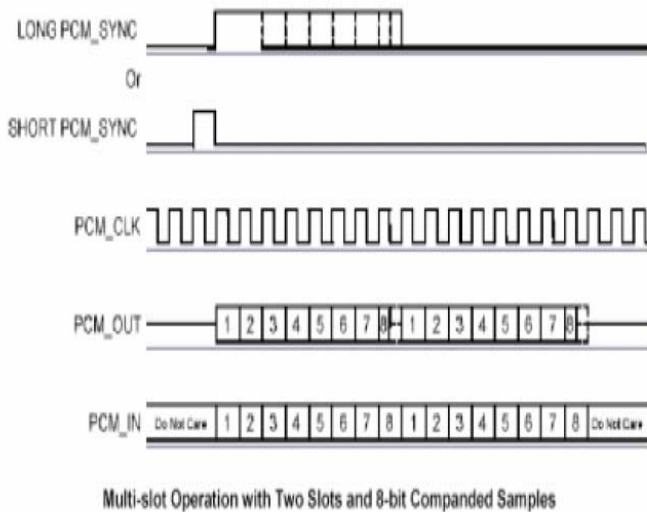 LONG PCM_SYNC
Or
SHORT PCM_SYNC
PCM_CLK
PCM_OUT 1 2 3 4 5 6 7 8 1 2 3 4 5 6 7 8
PCM_IN Do Not Care 1 2 3 4 5 6 7 8 1 2 3 4 5 6 7 8 Do Not Care
Multi-slot Operation with Two Slots and 8-bit Companded Samples